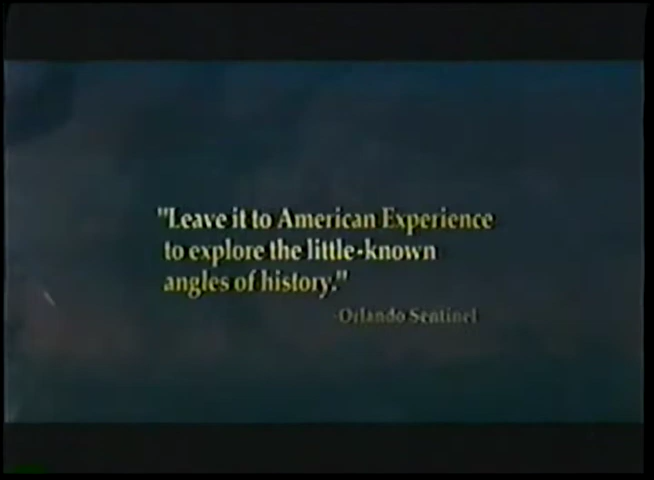 "Leave it to American Experience
to explore the little-known
angles of history."
-Orlando Sentinel